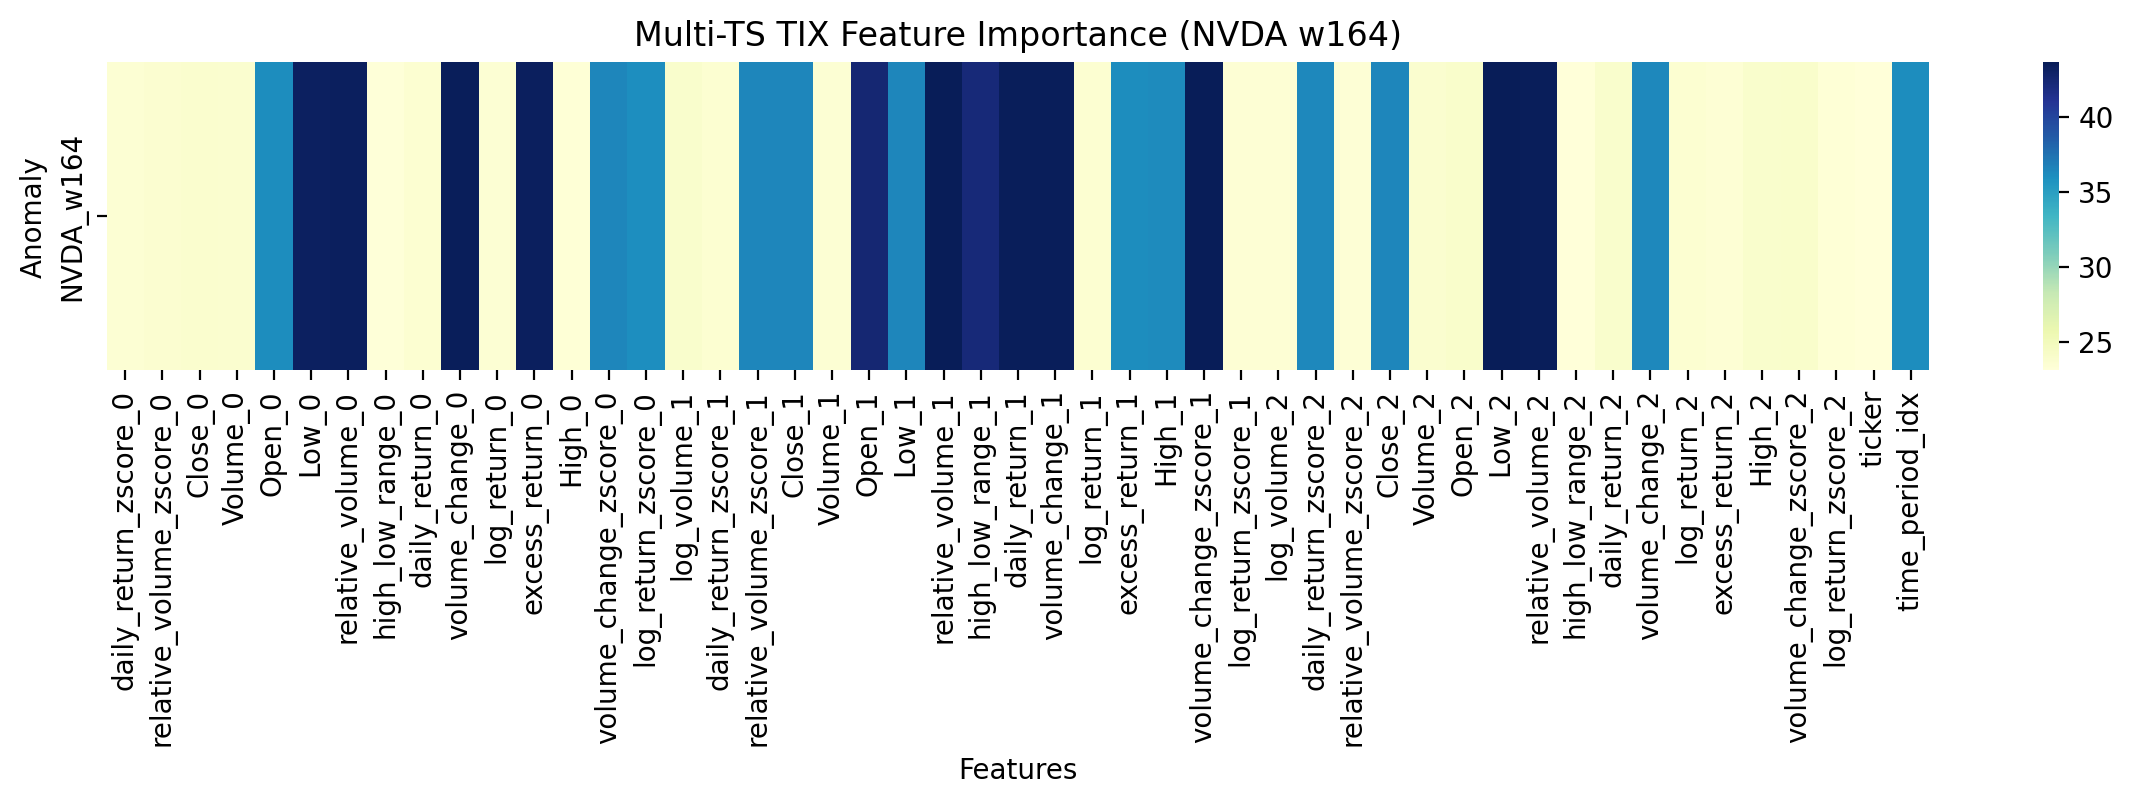 Multi-TS TIX Feature Importance (NVDA w164)
Anomaly
NVDA_w164
40
35
30
25
daily_return_zscore_0
relative_volume_zscore_0
Close_0
Volume_0
Open_0
Low_0
relative_volume_0
high_low_range_0
daily_return_0
volume_change_0
log_return_0
excess_return_0
High_0
volume_change_zscore_0
log_return_zscore_0
log_volume_1
daily_return_zscore_1
relative_volume_zscore_1
Close_1
Volume_1
Open_1
Low_1
relative_volume_1
high_low_range_1
daily_return_1
volume_change_1
log_return_1
excess_return_1
High_1
volume_change_zscore_1
log_return_zscore_1
log_volume_2
daily_return_zscore_2
relative_volume_zscore_2
Close_2
Volume_2
Open_2
Low_2
relative_volume_2
high_low_range_2
daily_return_2
volume_change_2
log_return_2
excess_return_2
High_2
volume_change_zscore_2
log_return_zscore_2
ticker
time_period_idx
Features